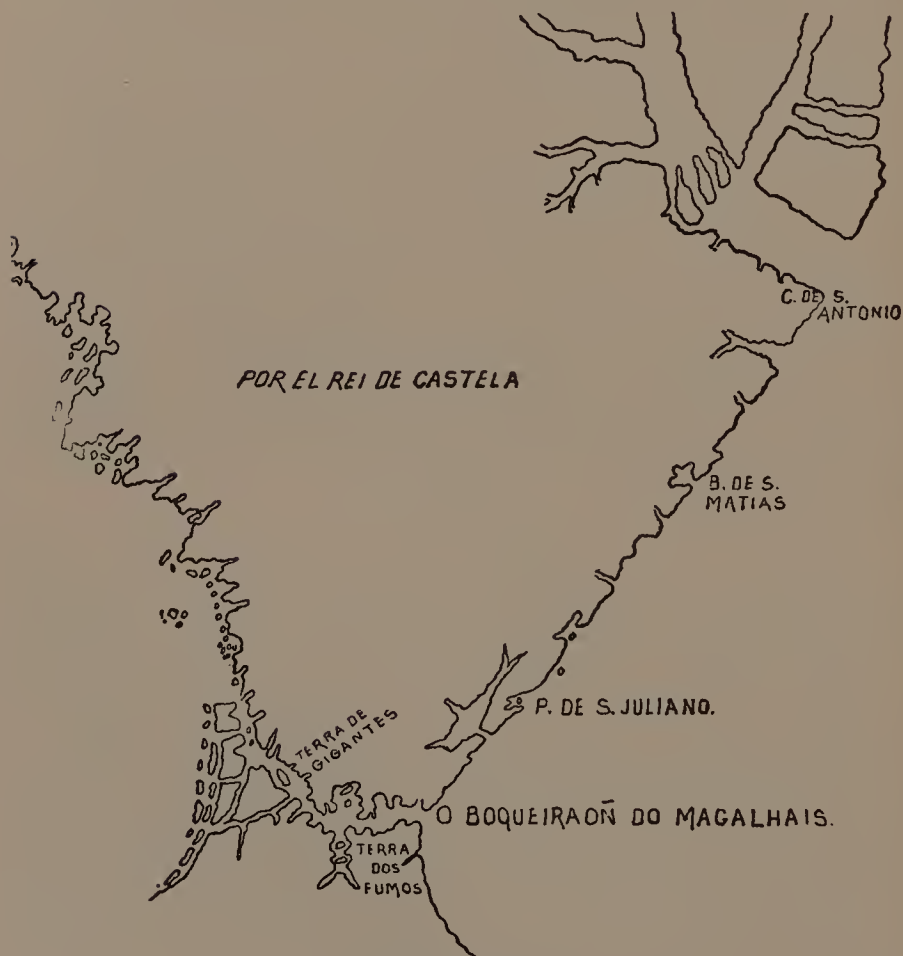 C. DE S.
ANTONIO
POR EL REI DE CASTELA
B. DE S.
MATIAS
P. DE S. JULIANO.
TERRA DE
GIGANTES
O BOQUEIRAOÑ DO MAGALHAIS.
TERRA
DOS
FUMOS